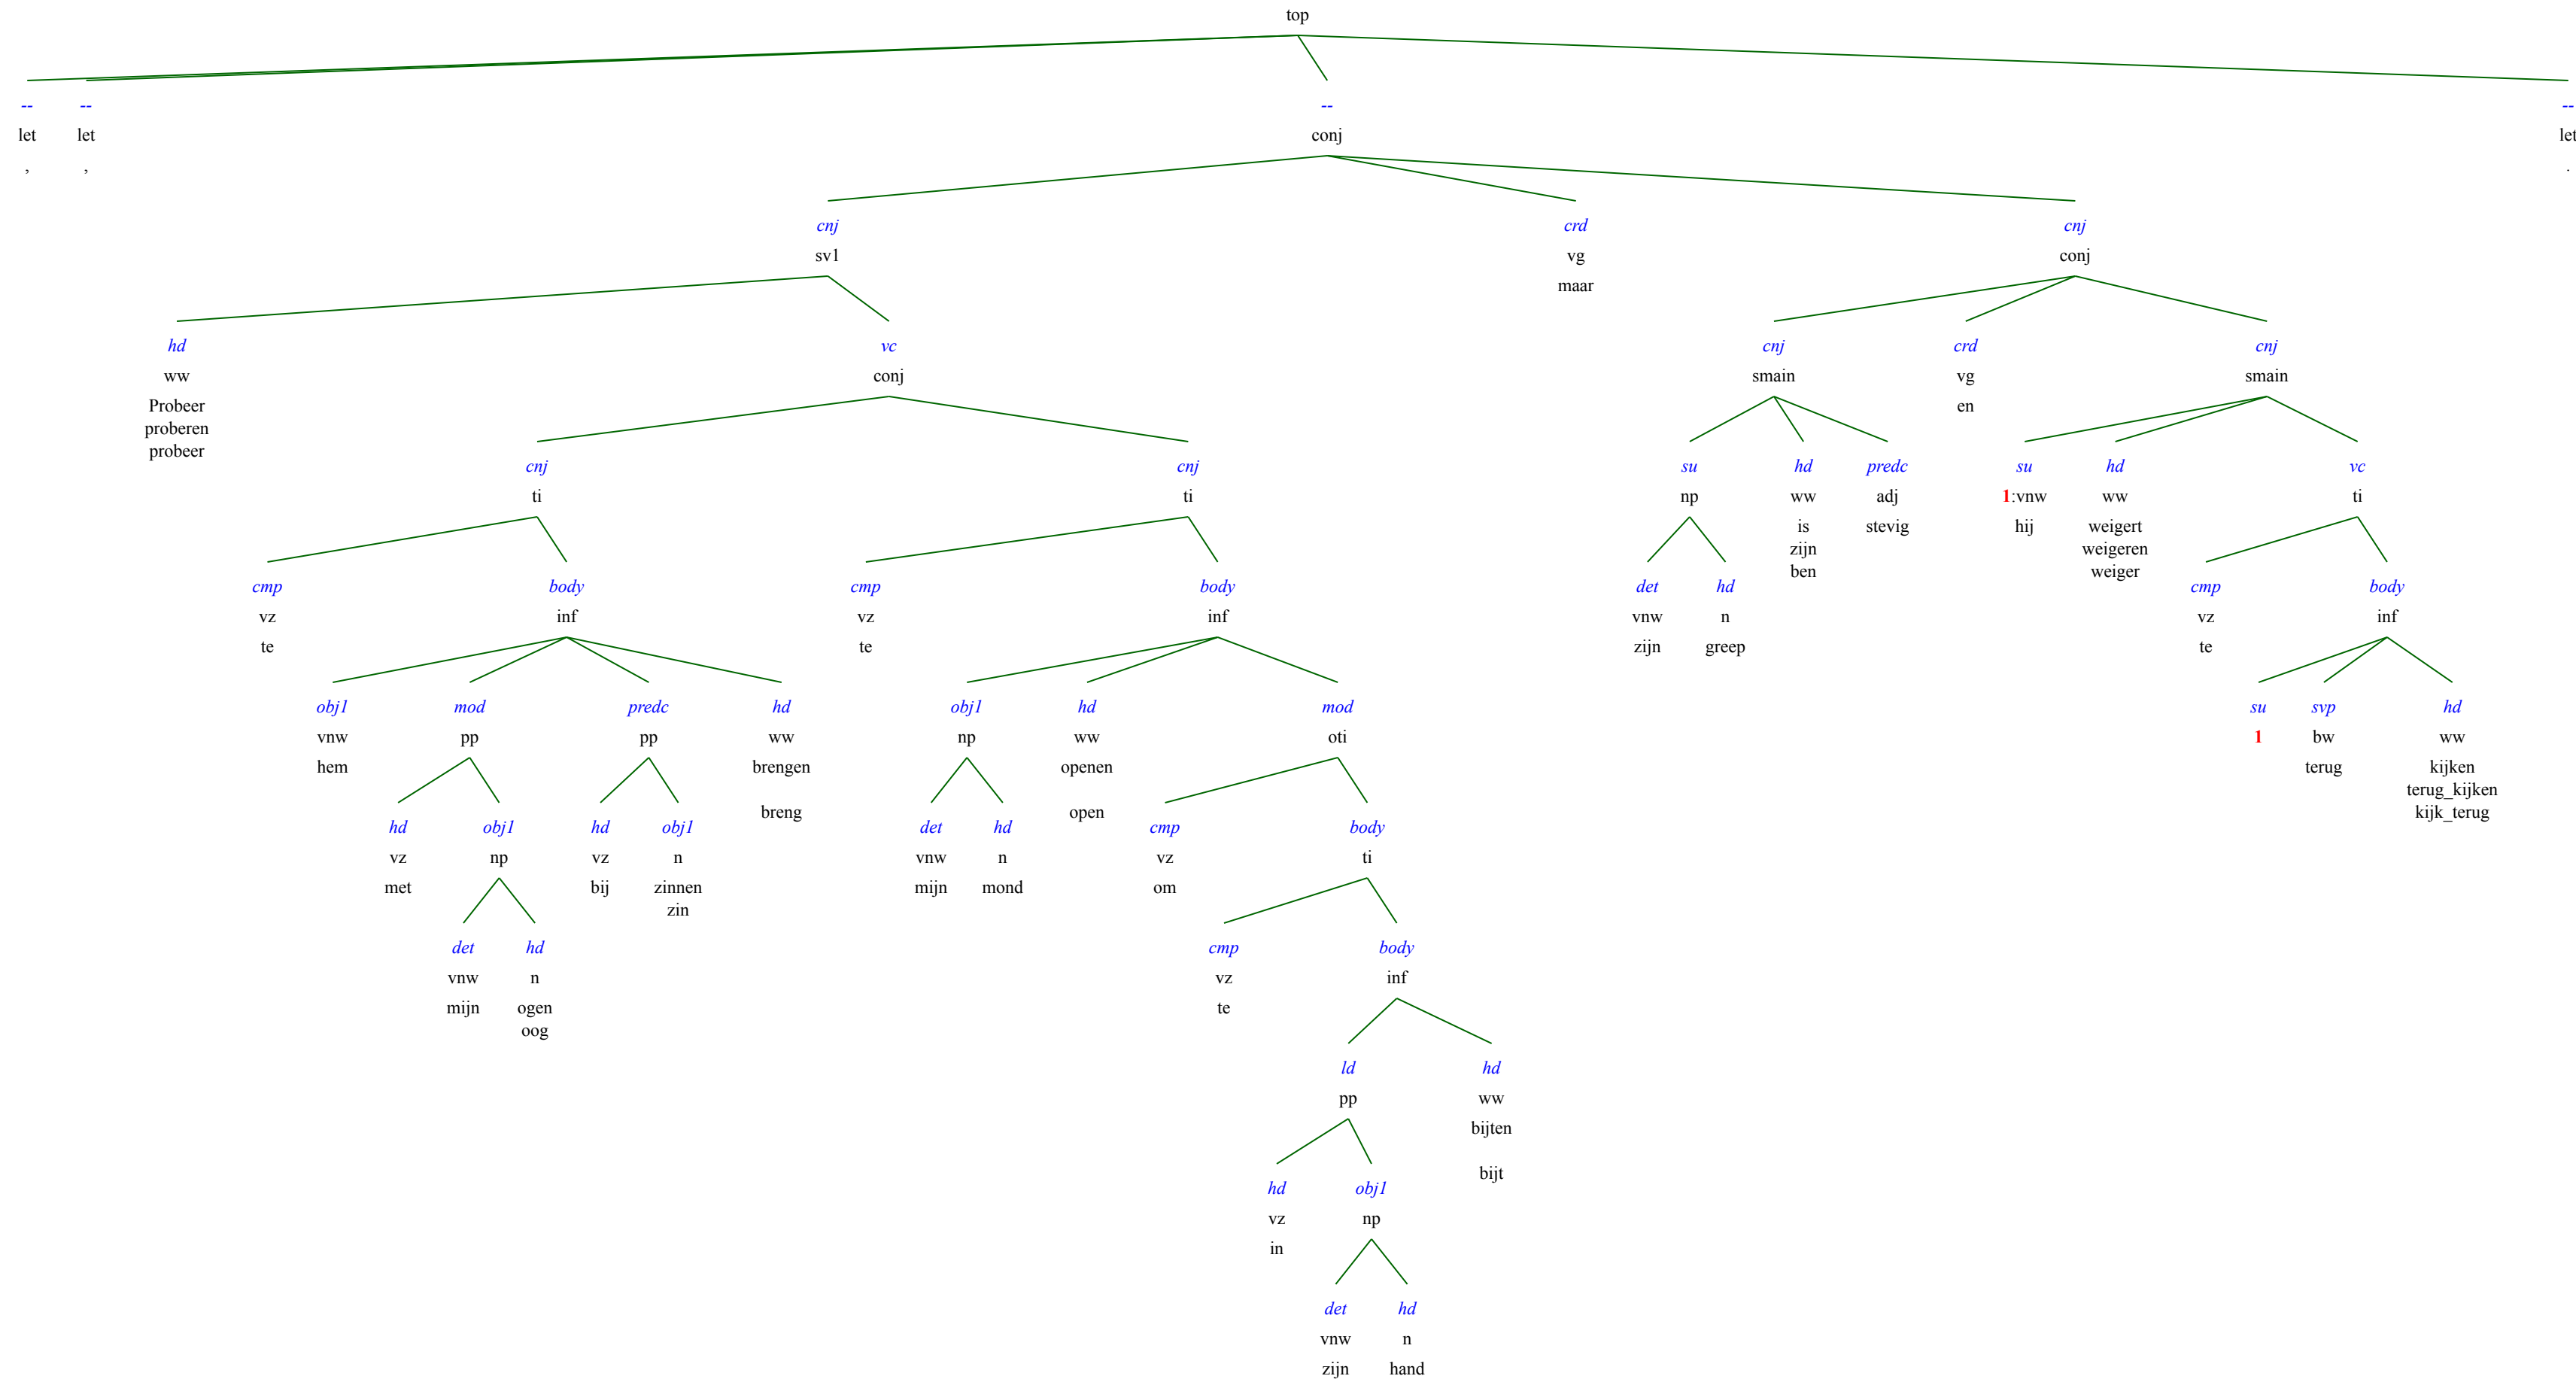 top
-- -- -- --
let let conj let
, , .
cnj crd cnj
sv1 vg conj
maar
hd vc cnj crd cnj
ww conj smain vg smain
Probeer en
proberen
probeer
cnj cnj su hd predc su hd vc
ti ti np ww adj 1:vnw ww ti
is stevig hij weigert
zijn weigeren
ben weiger
cmp body cmp body det hd cmp body
vz inf vz inf vnw n vz inf
te te zijn greep te
obj1 mod predc hd obj1 hd mod su svp hd
vnw pp pp ww np ww oti 1 bw ww
hem brengen openen terug kijken
terug_kijken
breng open kijk_terug
hd obj1 hd obj1 det hd cmp body
vz np vz n vnw n vz ti
met bij zinnen mijn mond om
zin
det hd cmp body
vnw n vz inf
mijn ogen te
oog
ld hd
pp ww
bijten
bijt
hd obj1
vz np
in
det hd
vnw n
zijn hand